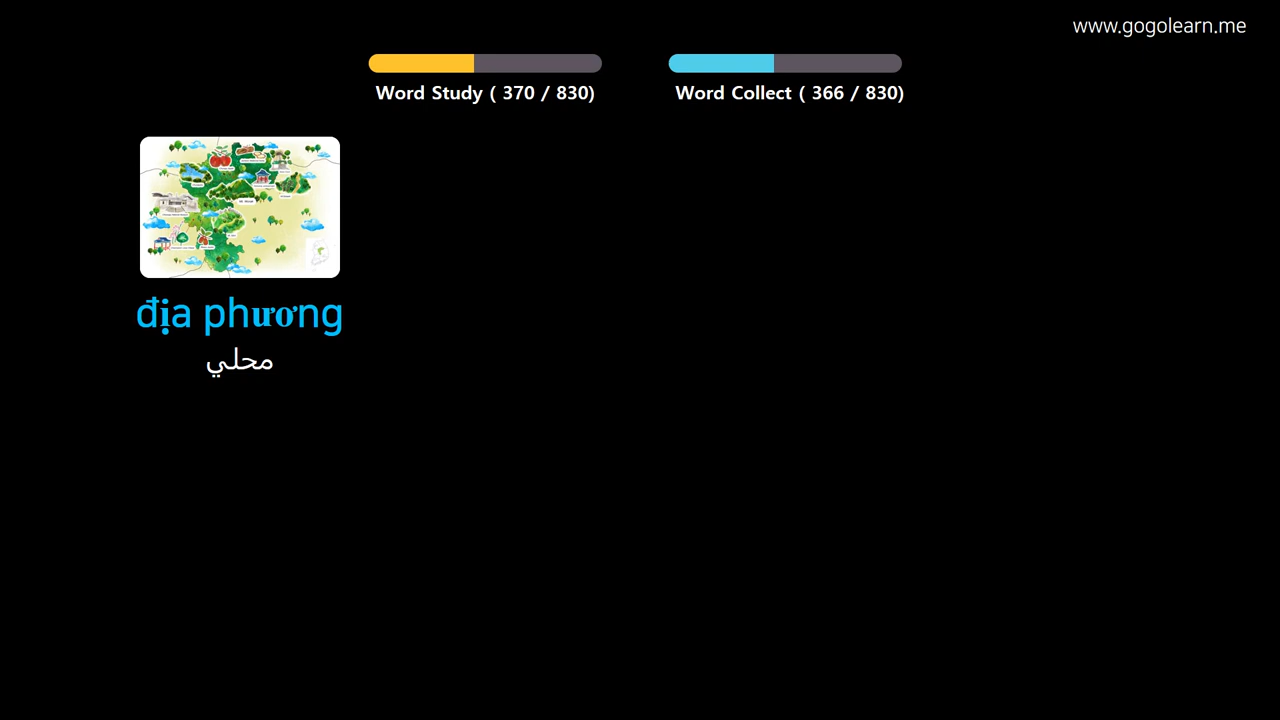 www.gogolearn.me
Word Study ( 370 / 830)
Word Collect ( 366 / 830)
địa phương
محلي